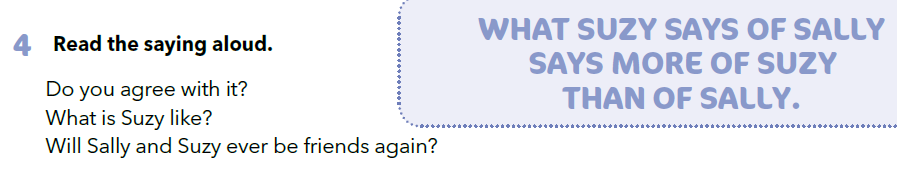 4 Read the saying aloud.
Do you agree with it?
What is Suzy like?
Will Sally and Suzy ever be friends again?
WHAT SUZY SAYS OF SALLY
SAYS MORE OF SUZY
THAN OF SALLY.